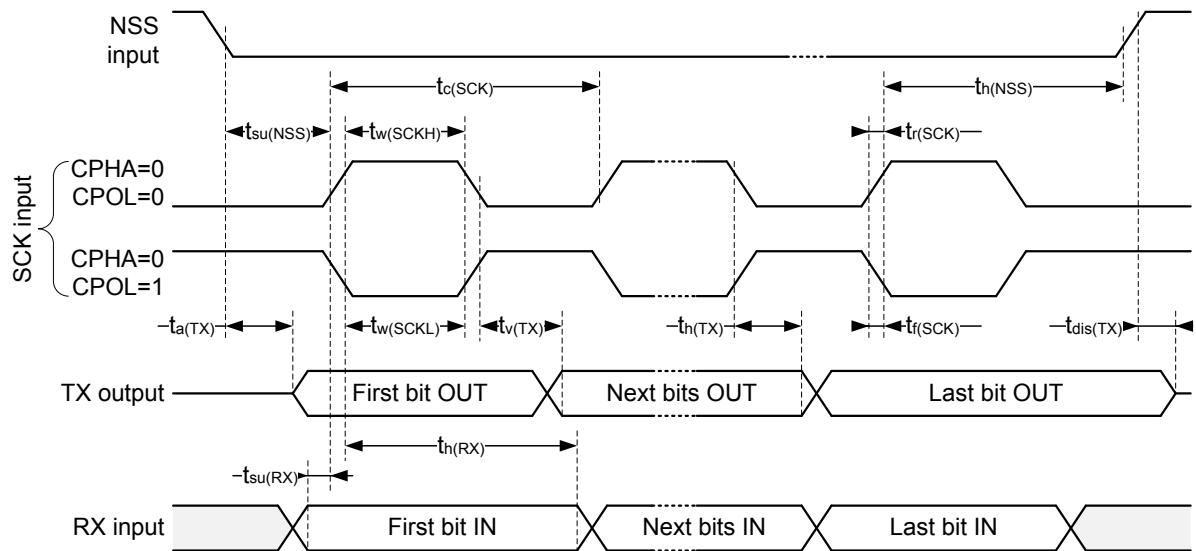 NSS
input
tc(SCK)
th(NSS)
tsu(NSS)
tw(SCKH)
tr(SCK)
SCK input
CPHA=0
CPOL=0
CPHA=0
CPOL=1
ta(TX)
tw(SCKL)
tv(TX)
th(TX)
tf(SCK)
tdis(TX)
TX output
First bit OUT
Next bits OUT
Last bit OUT
th(RX)
tsu(RX)
RX input
First bit IN
Next bits IN
Last bit IN